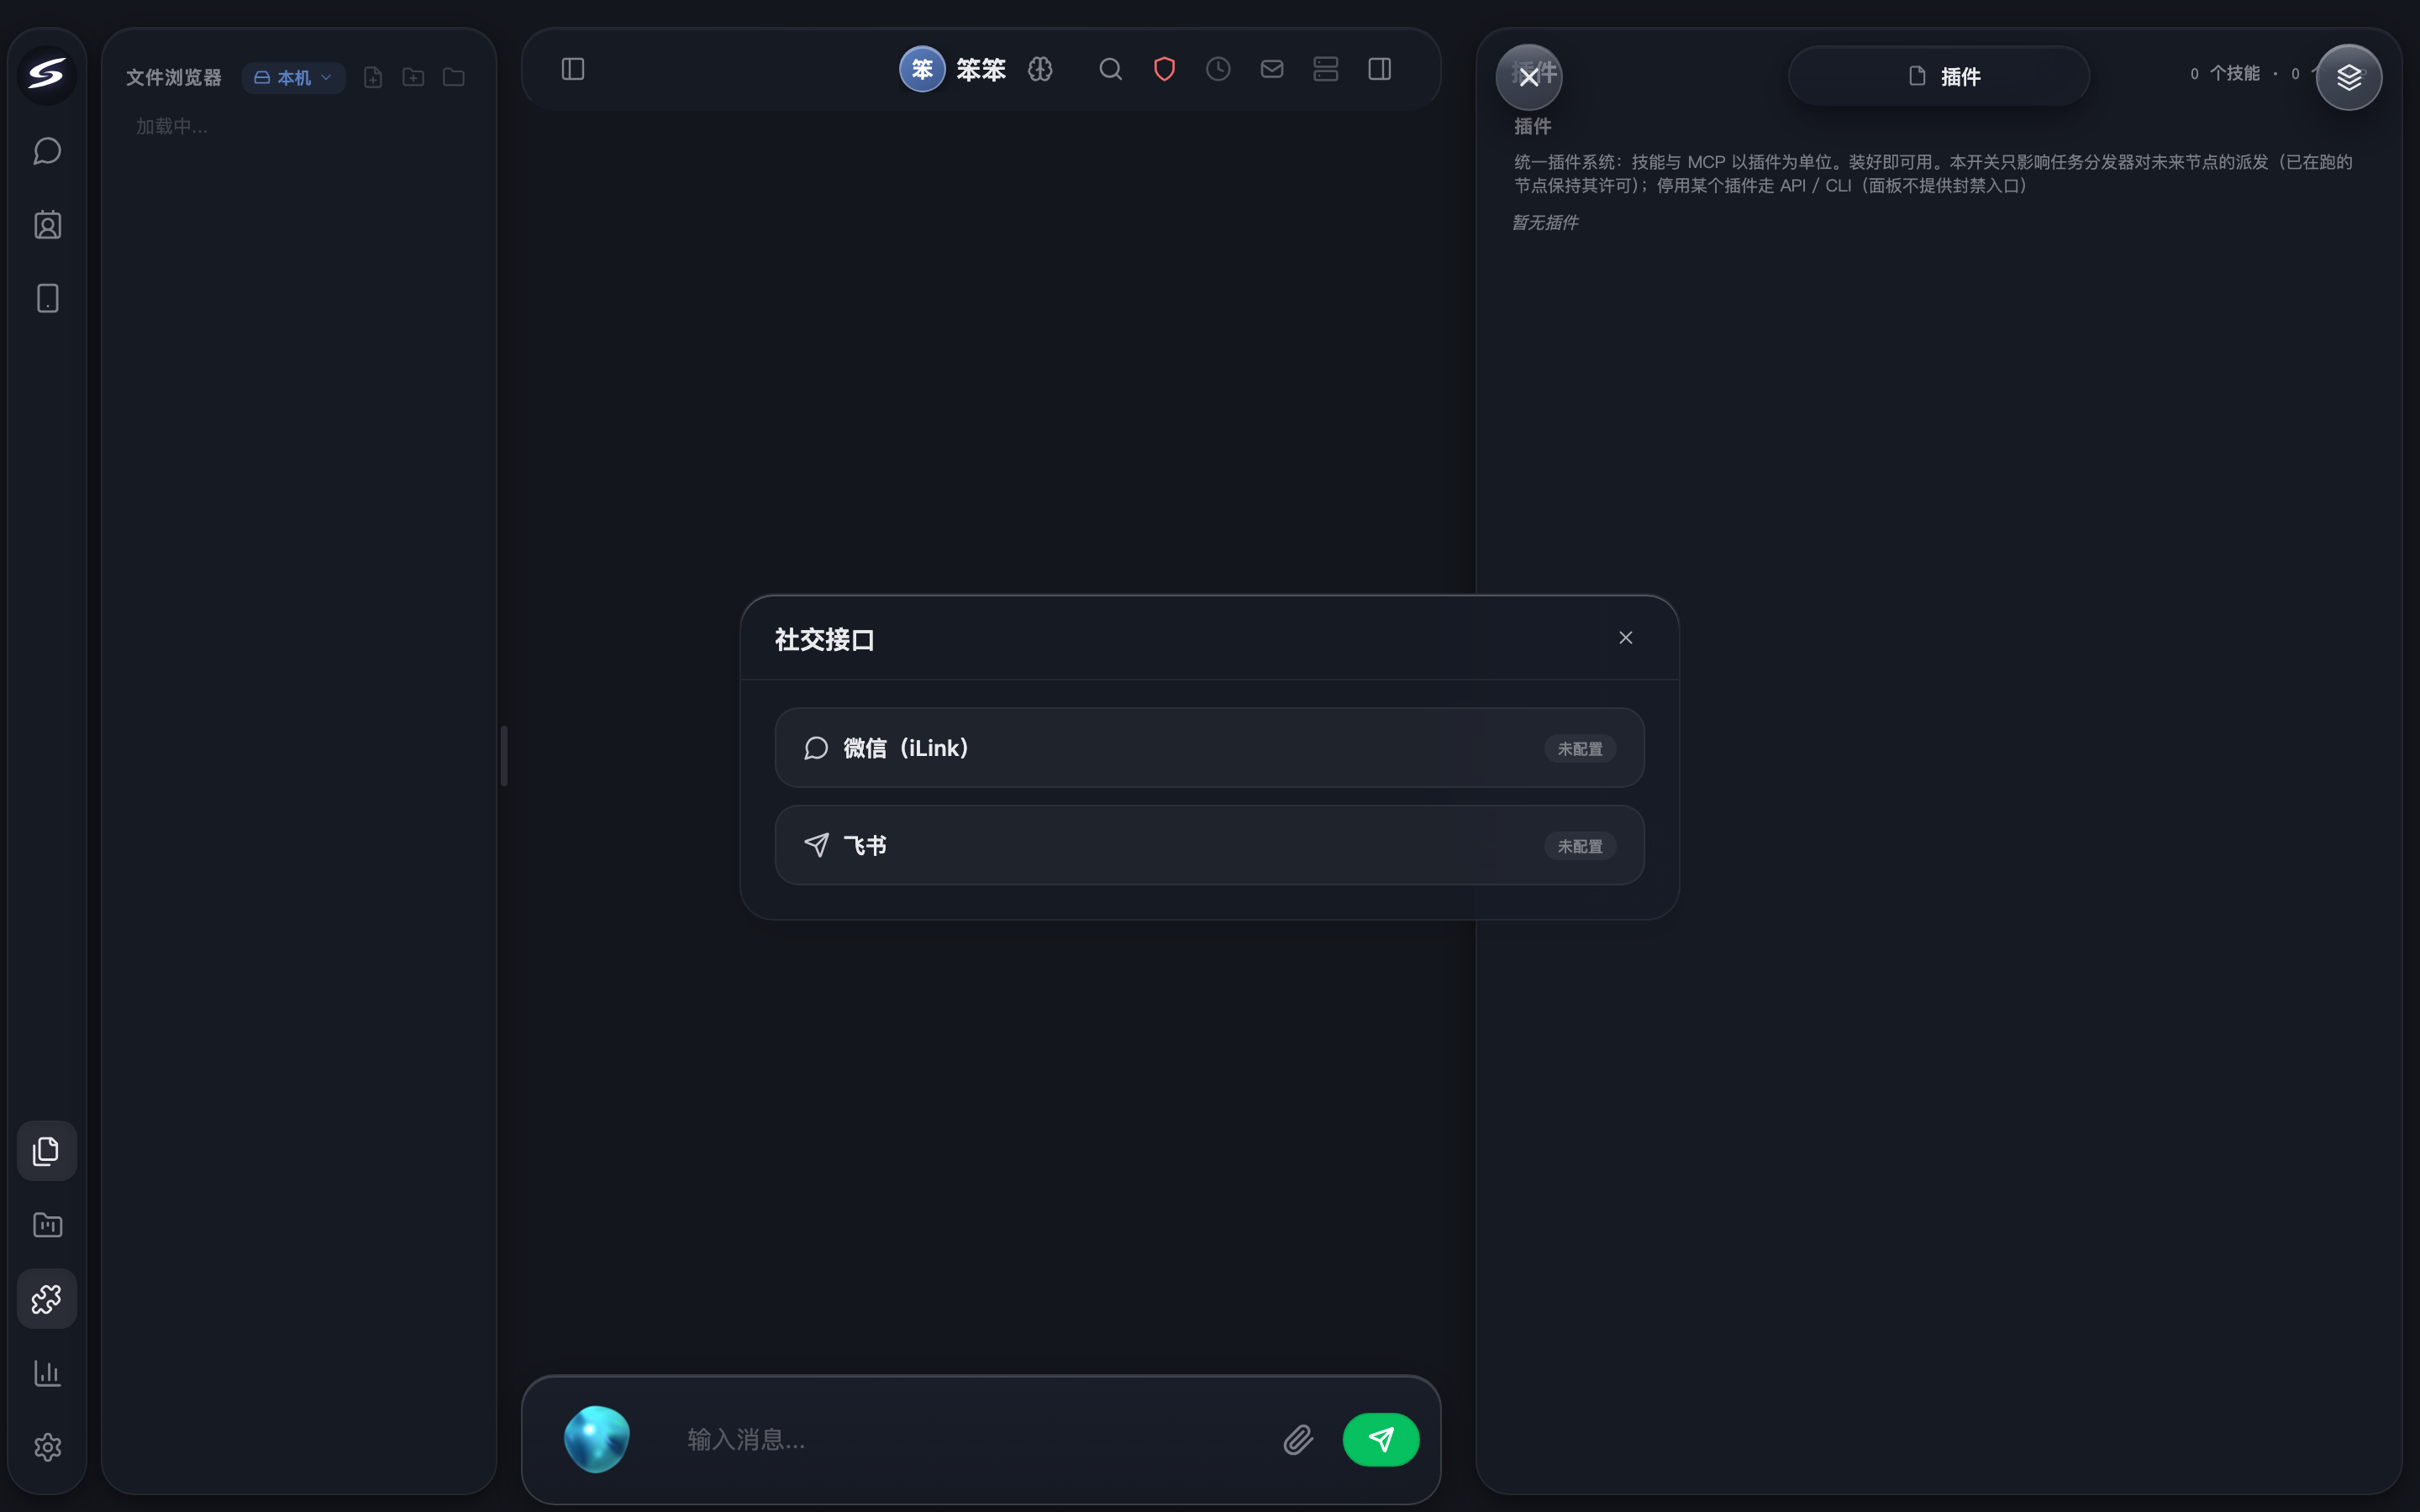 文件浏览器
本机
加载中...
笨
笨笨
插件
插件
0 个技能 · 0
插件
统一插件系统：技能与 MCP 以插件为单位。装好即可用。本开关只影响任务分发器对未来节点的派发（已在跑的
节点保持其许可）；停用某个插件走 API / CLI（面板不提供封禁入口）
暂无插件
社交接口
微信（iLink）
未配置
飞书
未配置
输入消息...